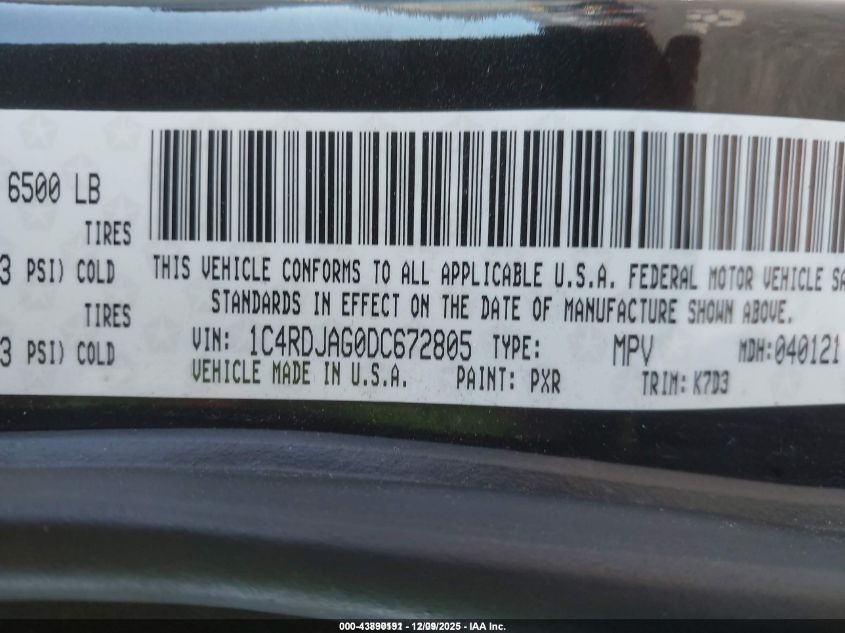 6500 LB
TIRES
3 PSI) COLD
TIRES
3 PSI) COLD
THIS VEHICLE CONFORMS TO ALL APPLICABLE U.S.A. FEDERAL MOTOR VEHICLE SA
STANDARDS IN EFFECT ON THE DATE OF MANUFACTURE SHOWN ABOVE.
VIN: 1C4RDJAG0DC672805 TYPE: MPV MDH:040121
VEHICLE MADE IN U.S.A. PAINT: PXR TRIM: K7D3
12/09/2025 - IAA Inc.